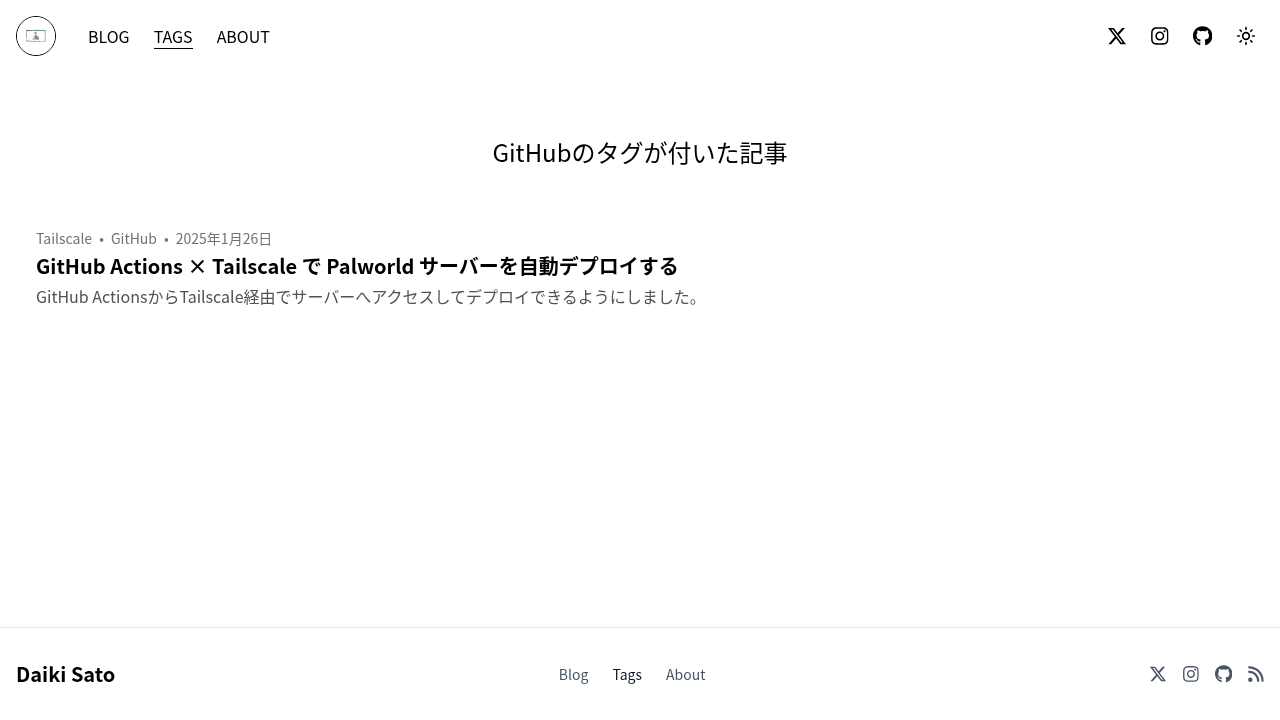 BLOG TAGS ABOUT
GitHubのタグが付いた記事
Tailscale • GitHub • 2025年1月26日
GitHub Actions × Tailscale で Palworld サーバーを自動デプロイする
GitHub ActionsからTailscale経由でサーバーへアクセスしてデプロイできるようにしました。
Daiki Sato
Blog Tags About